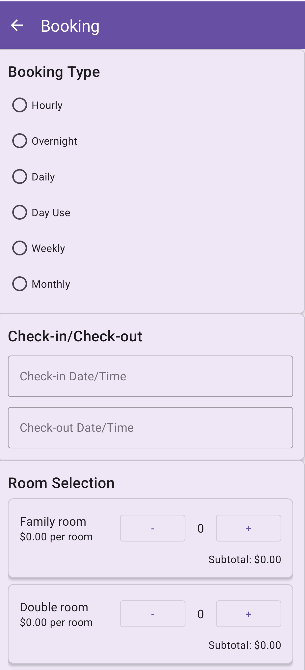 Booking
Booking Type
Hourly
Overnight
Daily
Day Use
Weekly
Monthly
Check-in/Check-out
Check-in Date/Time
Check-out Date/Time
Room Selection
Family room
$0.00 per room
- 0 +
Subtotal: $0.00
Double room
$0.00 per room
- 0 +
Subtotal: $0.00